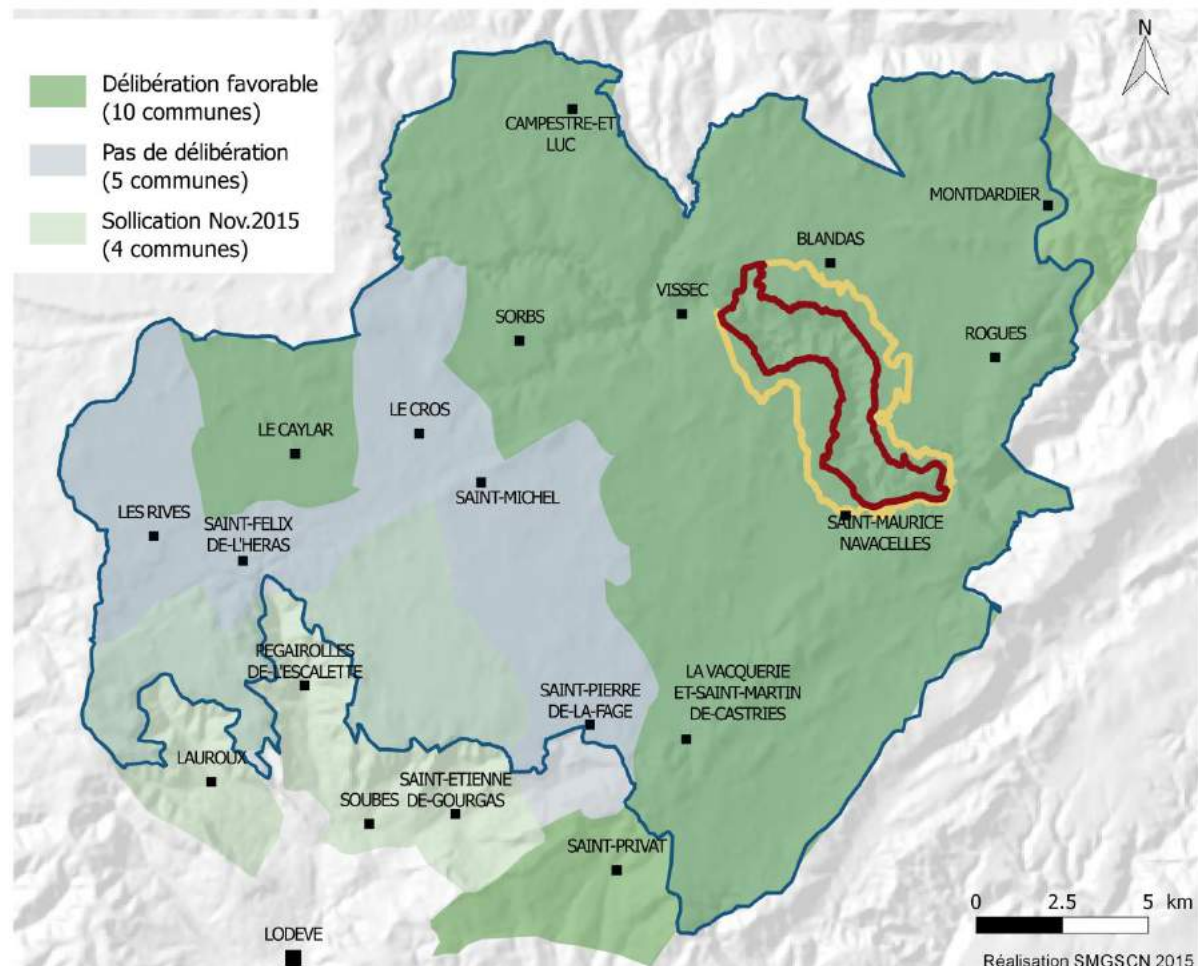 Délibération favorable
(10 communes)
Pas de délibération
(5 communes)
Sollication Nov.2015
(4 communes)
N
CAMPESTRE-ET
LUC
MONTDARDIER
BLANDAS
VISSEC
SORBS
ROGUES
LE CROS
LE CAYLAR
SAINT-MICHEL
LES RIVES
SAINT-FELIX
DE-L'HERAS
SAINT-MAURICE
NAVACELLES
PEGAIROLLES
DE-L'ESCALETTE
LA VACQUERIE
ET-SAINT-MARTIN
DE-CASTRIES
SAINT-PIERRE
DE-LA-FAGE
LAUROUX
SAINT-ETIENNE
DE-GOURGAS
SOUBES
SAINT-PRIVAT
LODEVE
0 2.5 5 km
Réalisation SMGSCN 2015